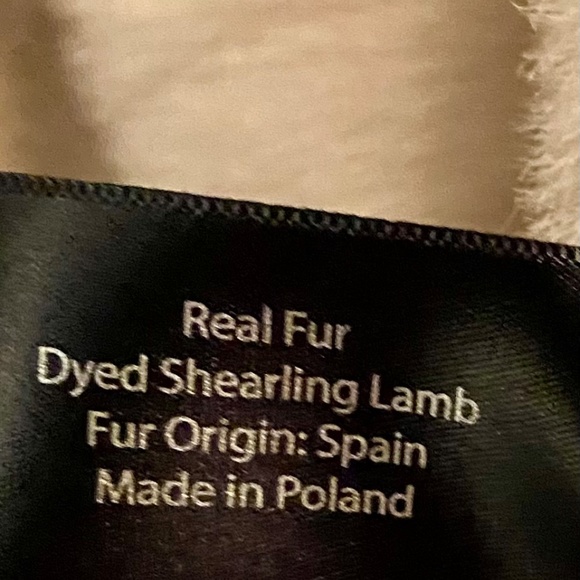 Real Fur
Dyed Shearling Lamb
Fur Origin: Spain
Made in Poland